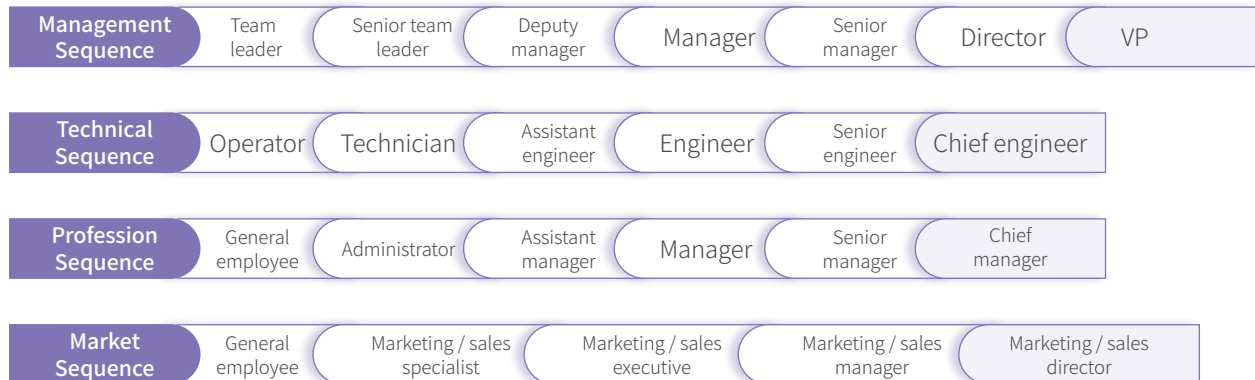 Management
Sequence
Team
leader
Senior team
leader
Deputy
manager
Manager
Senior
manager
Director
VP
Technical
Sequence
Operator
Technician
Assistant
engineer
Engineer
Senior
engineer
Chief engineer
Profession
Sequence
General
employee
Administrator
Assistant
manager
Manager
Senior
manager
Chief
manager
Market
Sequence
General
employee
Marketing / sales
specialist
Marketing / sales
executive
Marketing / sales
manager
Marketing / sales
director